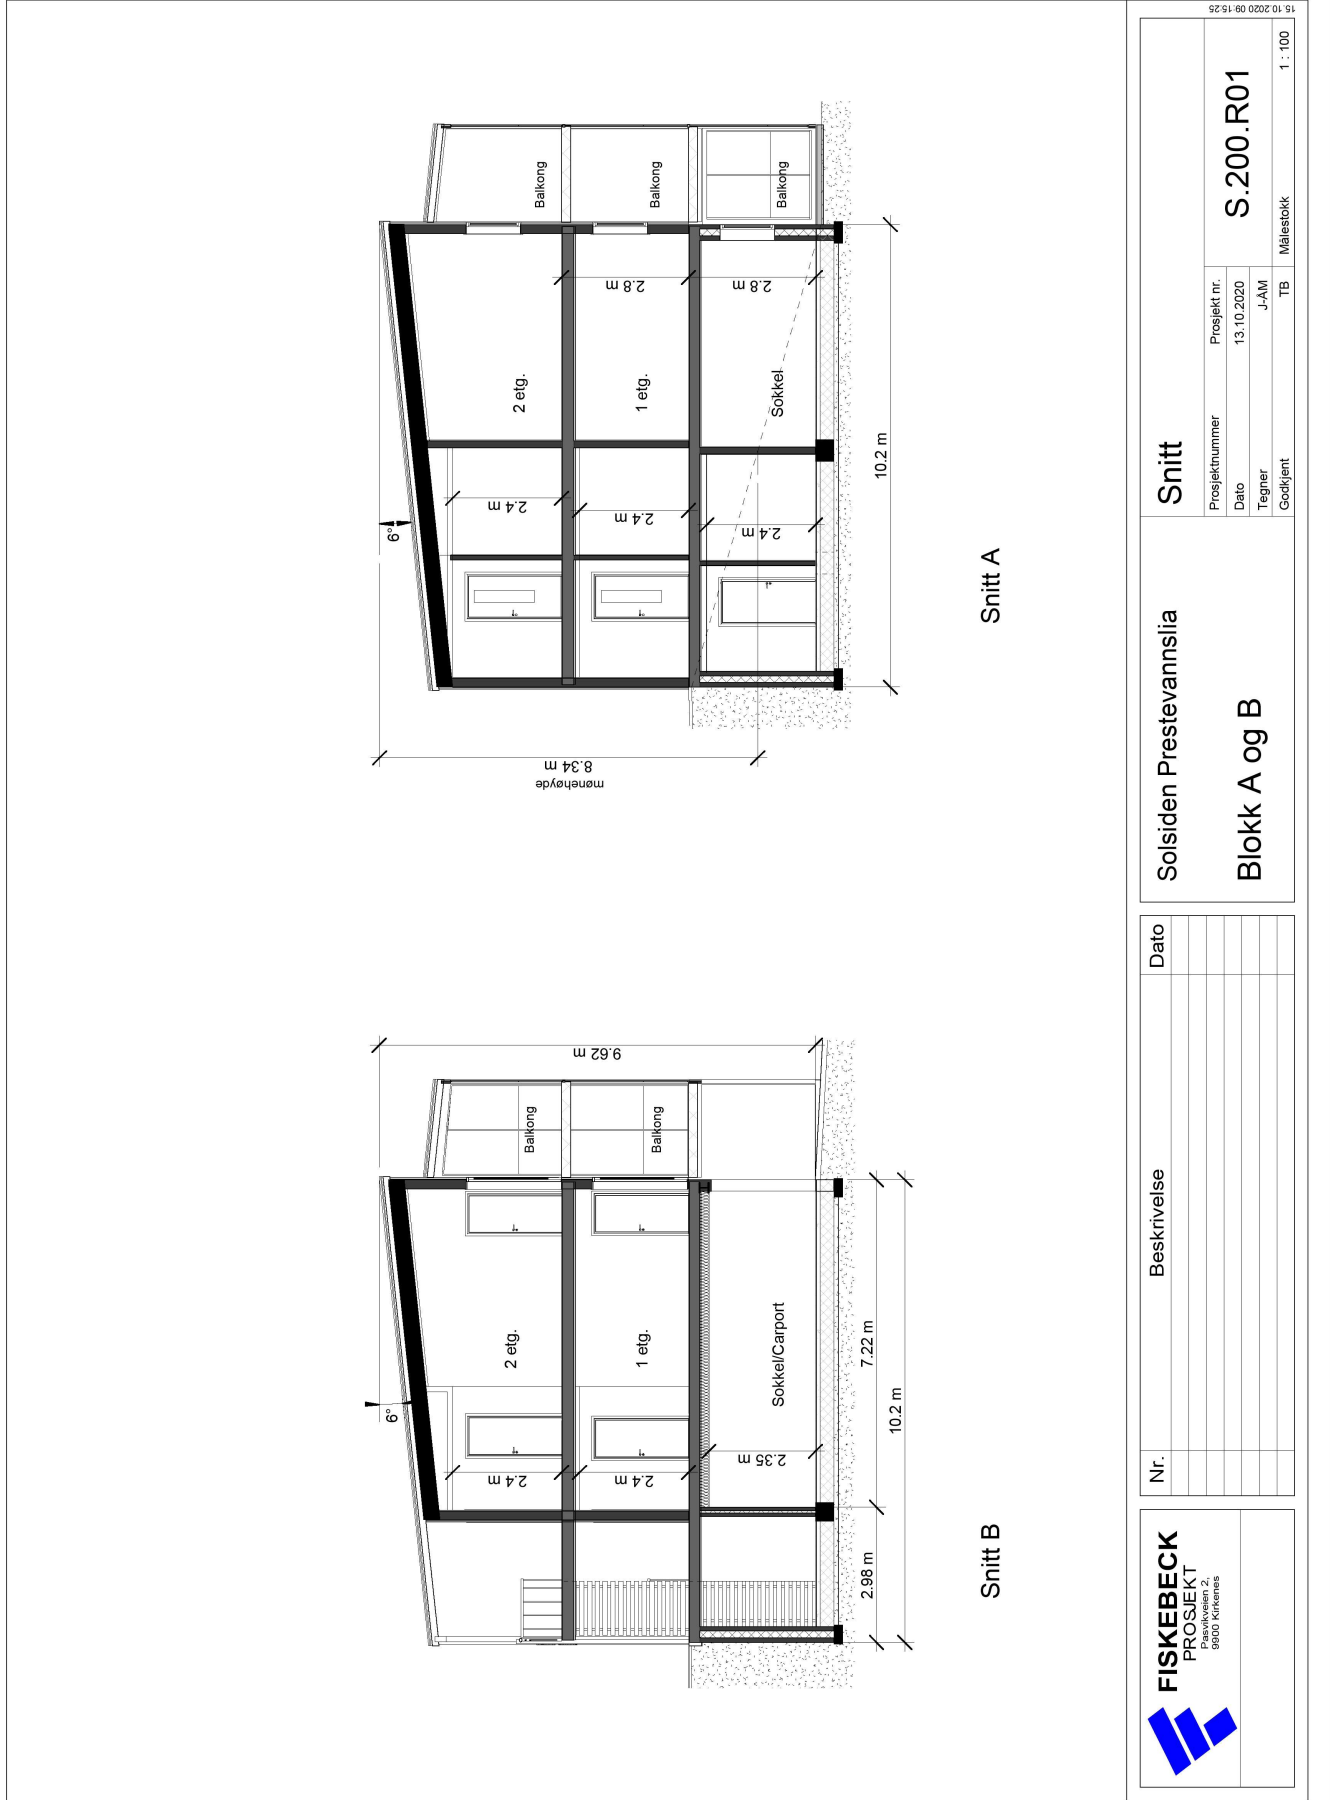 6°
2 etg.
1 etg.
Sokkel/Carport
Balkong
Balkong
2.4 m
2.4 m
2.35 m
9.62 m
2.98 m
7.22 m
10.2 m
Snitt B
mønehøyde
8.34 m
6°
2 etg.
1 etg.
Sokkel
Balkong
Balkong
Balkong
2.4 m
2.4 m
2.4 m
2.8 m
2.8 m
10.2 m
Snitt A
FISKEBECK
PROSJEKT
Pasvikveien 2,
9900 Kirkenes
Nr. Beskrivelse Dato
Solsiden Prestevannslia
Blokk A og B
Snitt
Prosjektnummer Prosjekt nr.
Dato 13.10.2020
Tegner J-ÅM
Godkjent TB
S.200.R01
Målestokk 1 : 100
15.10.2020 09:15:25